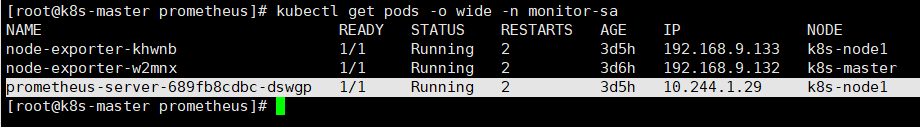 [root@k8s-master prometheus]# kubectl get pods -o wide -n monitor-sa
NAME READY STATUS RESTARTS AGE IP NODE
node-exporter-khwnb 1/1 Running 2 3d5h 192.168.9.133 k8s-node1
node-exporter-w2mnx 1/1 Running 2 3d6h 192.168.9.132 k8s-master
prometheus-server-689fb8cdbc-dswgp 1/1 Running 2 3d5h 10.244.1.29 k8s-node1
[root@k8s-master prometheus]#